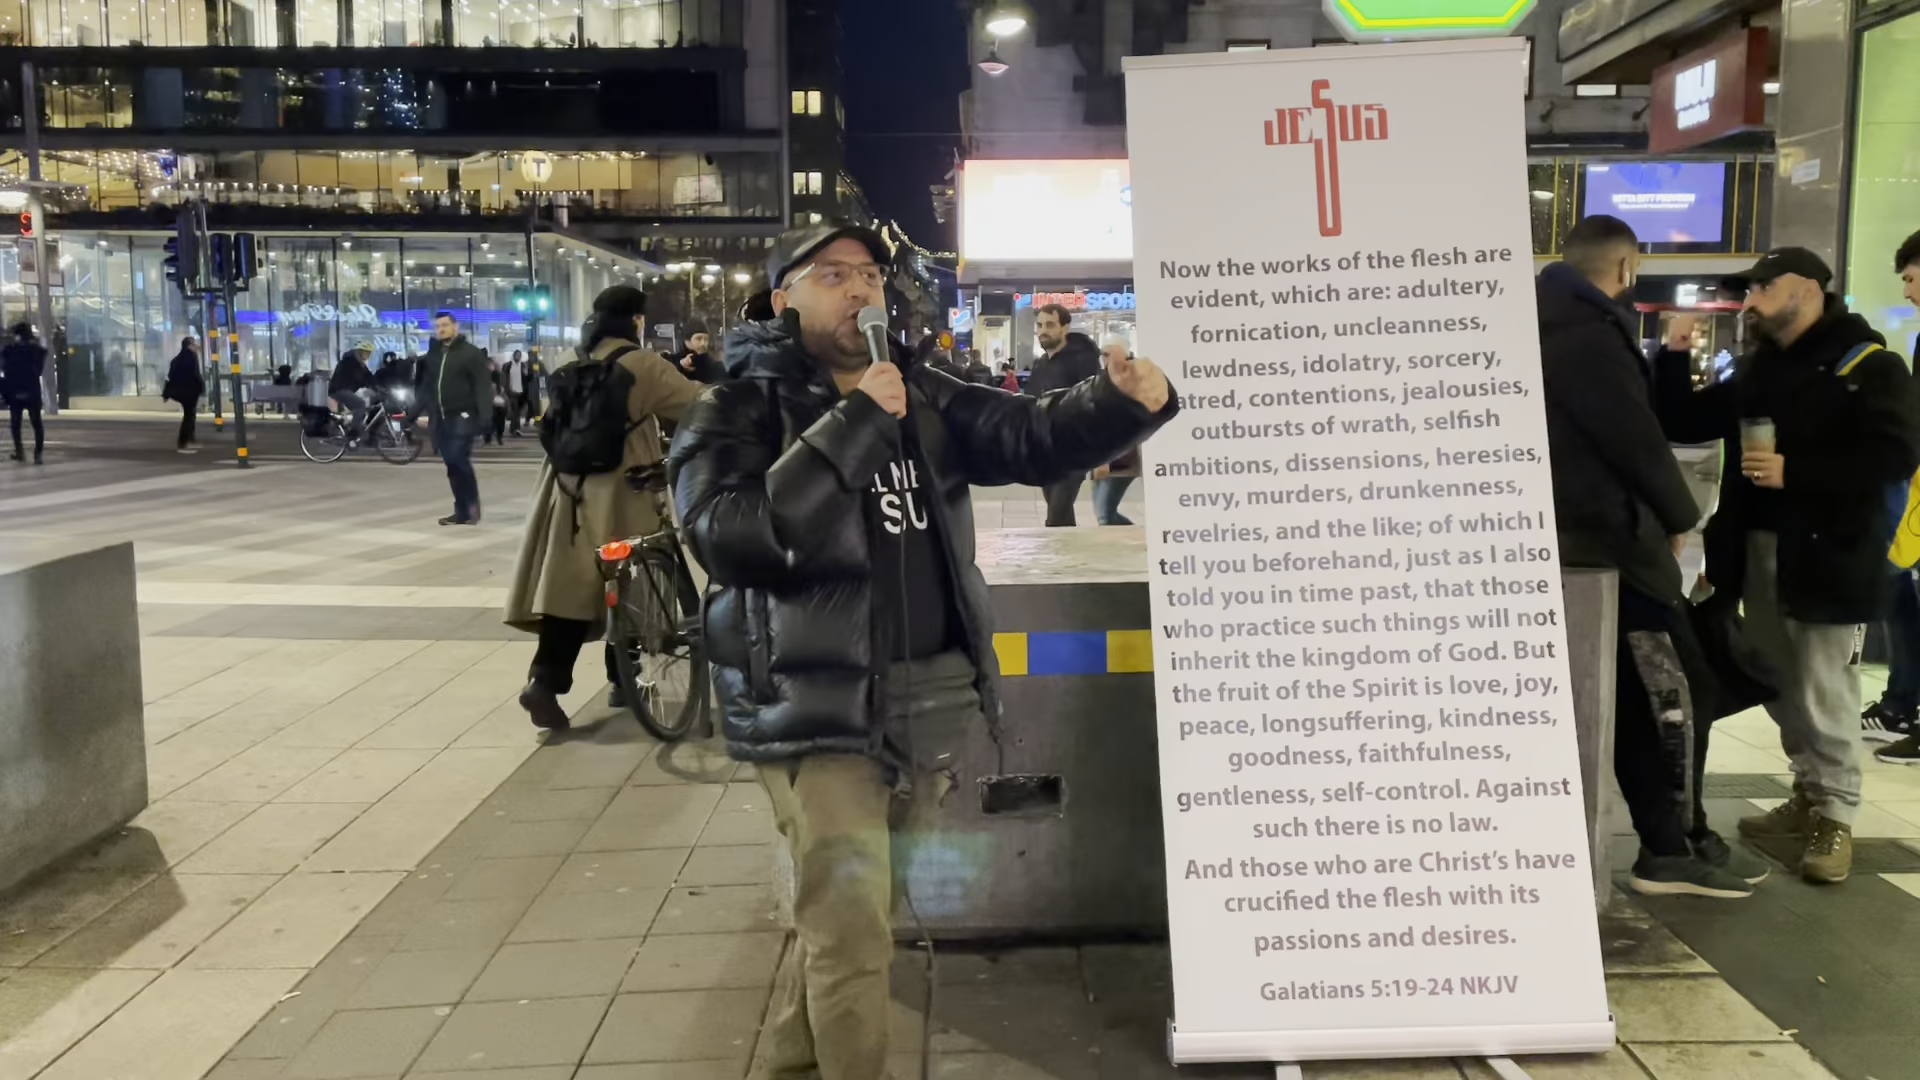 T
INTERSPOR
JESUS
Now the works of the flesh are
evident, which are: adultery,
fornication, uncleanness,
lewdness, idolatry, sorcery,
atred, contentions, jealousies,
outbursts of wrath, selfish
ambitions, dissensions, heresies,
envy, murders, drunkenness,
revelries, and the like; of which I
tell you beforehand, just as I also
told you in time past, that those
who practice such things will not
inherit the kingdom of God. But
the fruit of the Spirit is love, joy,
peace, longsuffering, kindness,
goodness, faithfulness,
gentleness, self-control. Against
such there is no law.
And those who are Christ's have
crucified the flesh with its
passions and desires.
Galatians 5:19-24 NKJV
SU